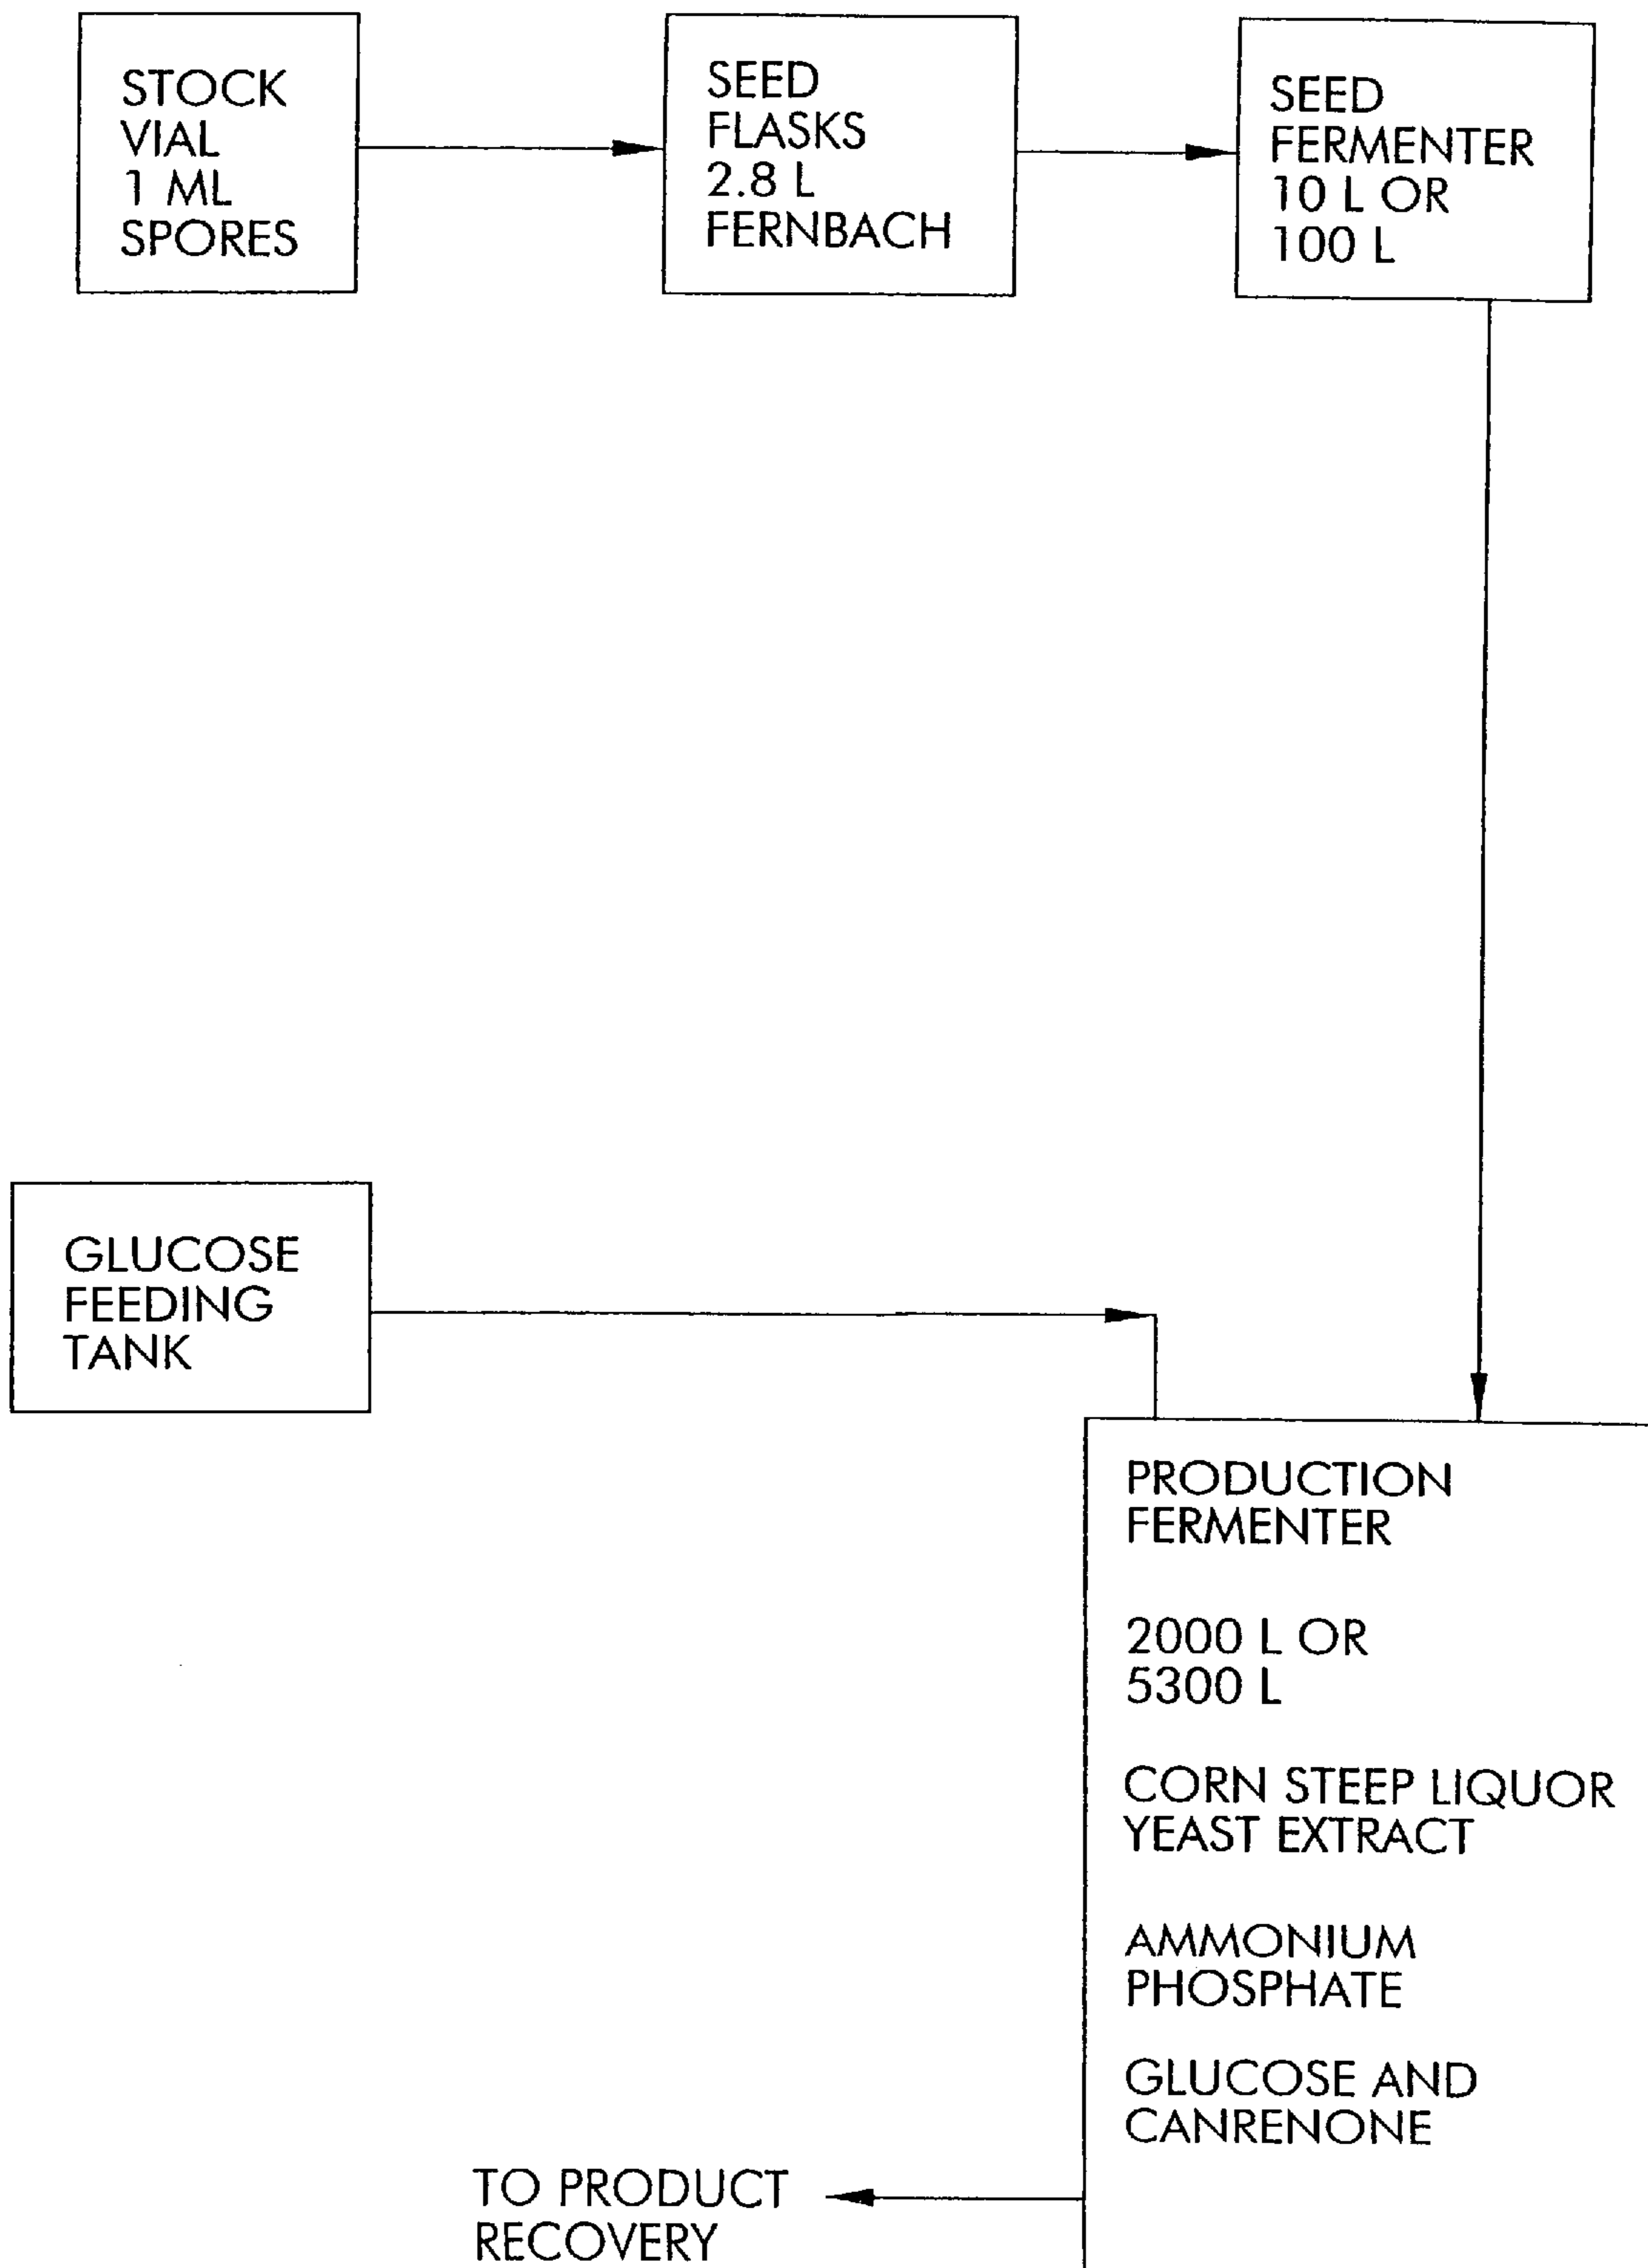 STOCK
VIAL
1 ML
SPORES
SEED
FLASKS
2.8 L
FERNBACH
SEED
FERMENTER
10 L OR
100 L
GLUCOSE
FEEDING
TANK
PRODUCTION
FERMENTER
2000 L OR
5300 L
CORN STEEP LIQUOR
YEAST EXTRACT
AMMONIUM
PHOSPHATE
GLUCOSE AND
CANRENONE
TO PRODUCT
RECOVERY